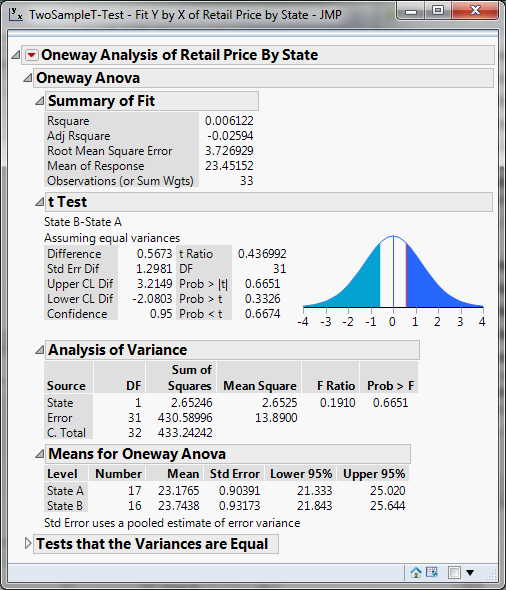 TwoSampleT-Test - Fit Y by X of Retail Price by State - JMP
Oneway Analysis of Retail Price By State
Oneway Anova
Summary of Fit
Rsquare 0.006122
Adj Rsquare -0.02594
Root Mean Square Error 3.726929
Mean of Response 23.45152
Observations (or Sum Wgts) 33
t Test
State B-State A
Assuming equal variances
Difference 0.5673 t Ratio 0.436992
Std Err Dif 1.2981 DF 31
Upper CL Dif 3.2149 Prob > |t| 0.6651
Lower CL Dif -2.0803 Prob > t 0.3326
Confidence 0.95 Prob < t 0.6674
-4 -3 -2 -1 0 1 2 3 4
Analysis of Variance
Sum of
Source DF Squares Mean Square F Ratio Prob > F
State 1 2.65246 2.6525 0.1910 0.6651
Error 31 430.58996 13.8900
C. Total 32 433.24242
Means for Oneway Anova
Level Number Mean Std Error Lower 95% Upper 95%
State A 17 23.1765 0.90391 21.333 25.020
State B 16 23.7438 0.93173 21.843 25.644
Std Error uses a pooled estimate of error variance
Tests that the Variances are Equal